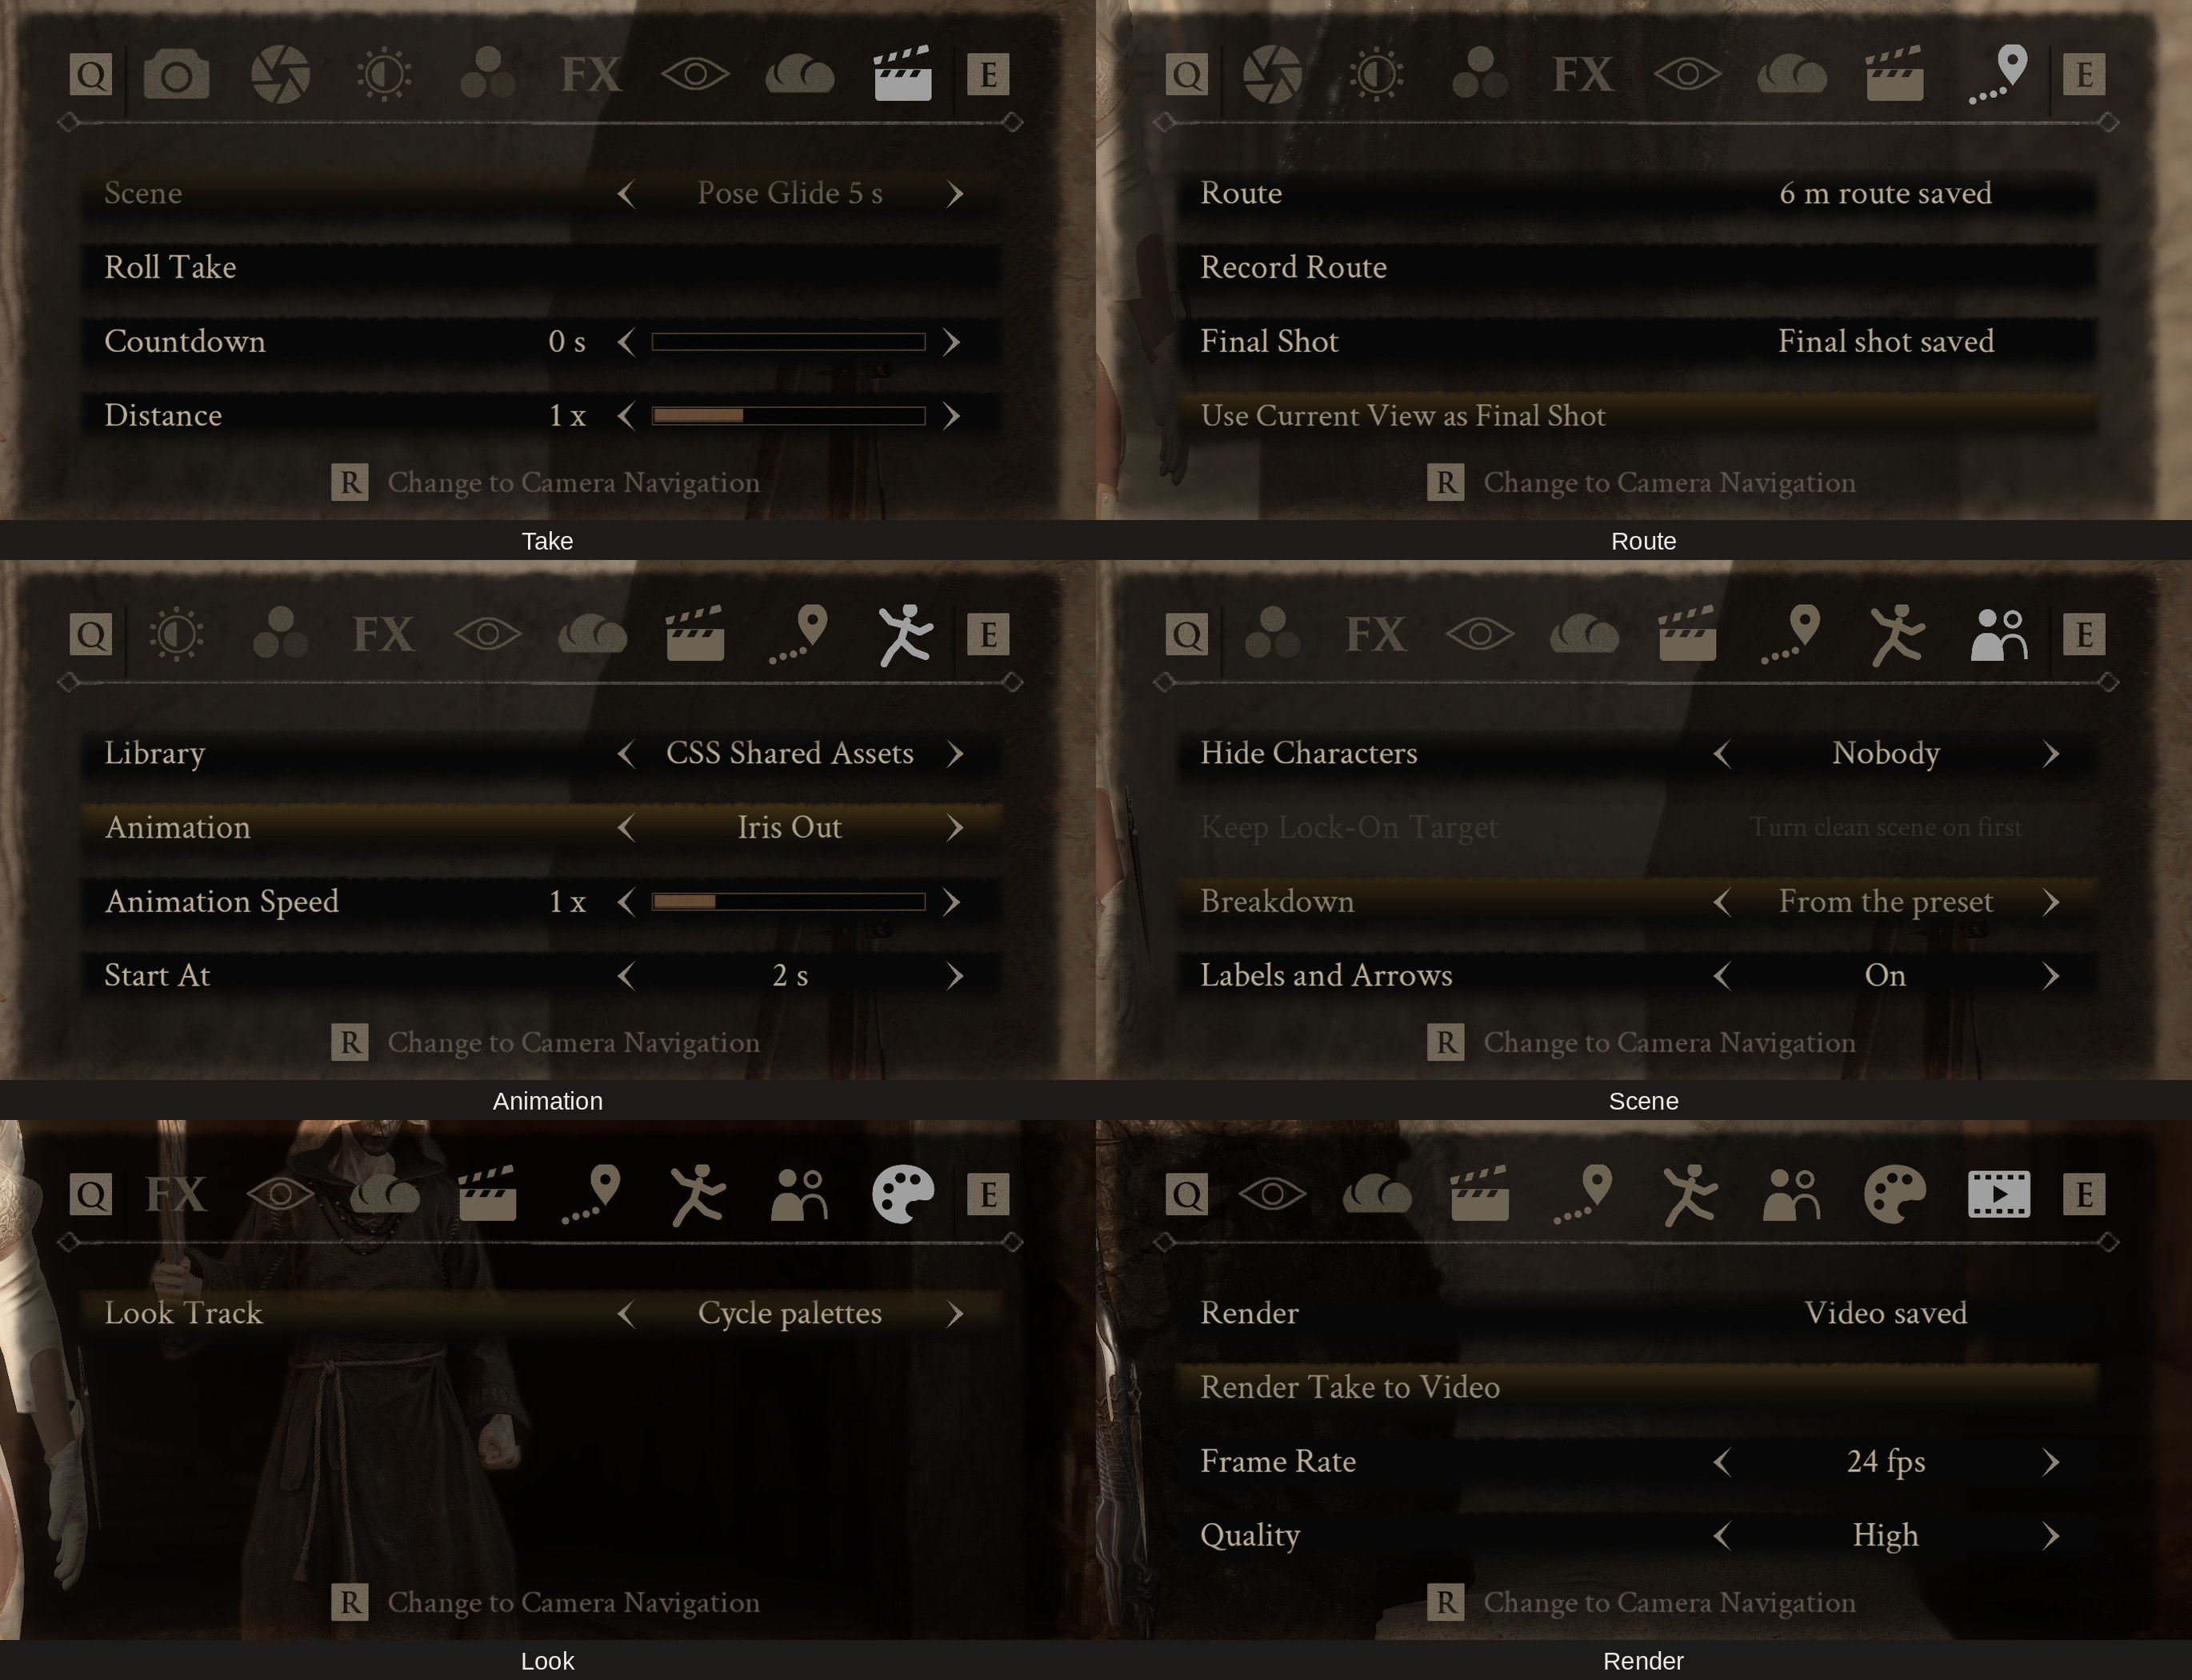 Q FX E
Scene Pose Glide 5 s
Roll Take
Countdown 0 s
Distance 1 x
R Change to Camera Navigation
Take
Q FX E
Route 6 m route saved
Record Route
Final Shot Final shot saved
Use Current View as Final Shot
R Change to Camera Navigation
Route
Q FX E
Library CSS Shared Assets
Animation Iris Out
Animation Speed 1 x
Start At 2 s
R Change to Camera Navigation
Animation
Q FX E
Hide Characters Nobody
Keep Lock-On Target Turn clean scene on first
Breakdown From the preset
Labels and Arrows On
R Change to Camera Navigation
Scene
Q FX E
Look Track Cycle palettes
R Change to Camera Navigation
Look
Q E
Render Video saved
Render Take to Video
Frame Rate 24 fps
Quality High
R Change to Camera Navigation
Render